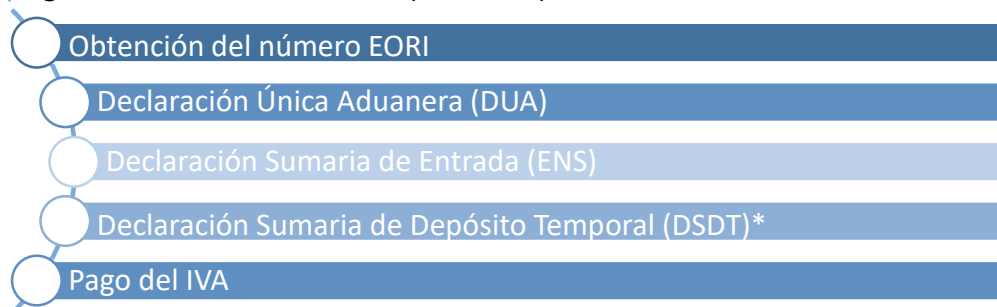 Obtención del número EORI
Declaración Única Aduanera (DUA)
Declaración Sumaria de Entrada (ENS)
Declaración Sumaria de Depósito Temporal (DSDT)*
Pago del IVA